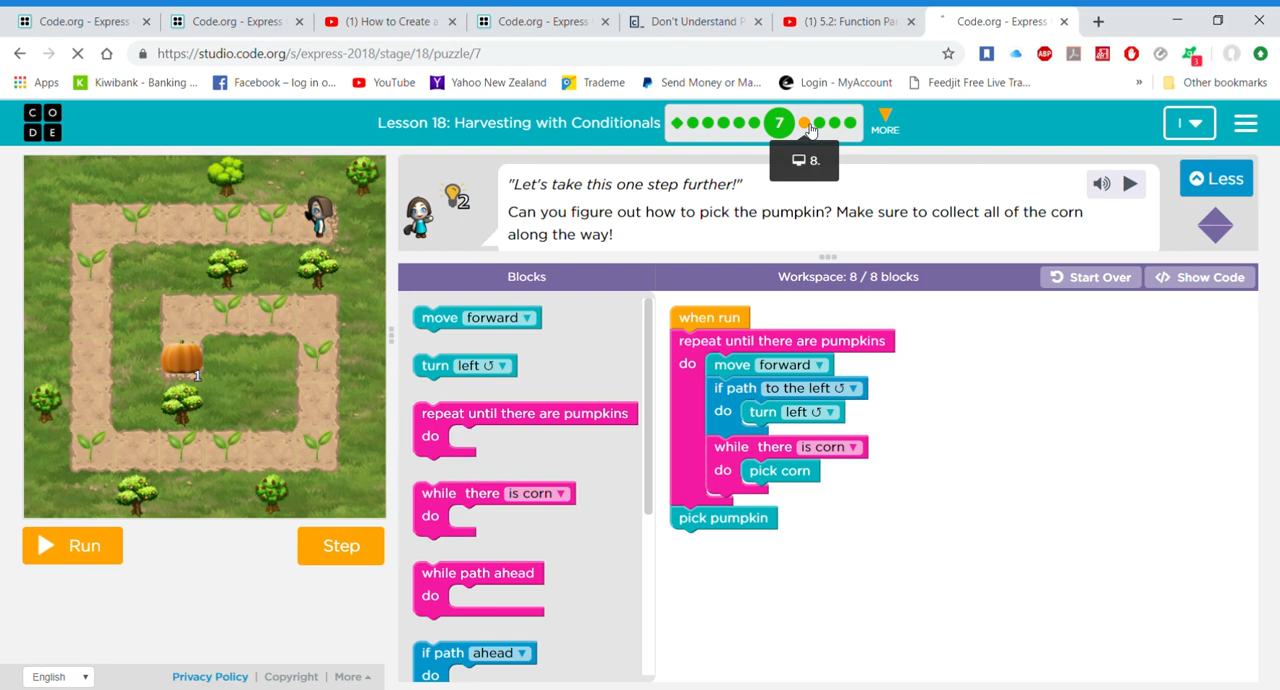 Code.org - Express
Code.org - Express
(1) How to Create a
Code.org - Express
Don't Understand P
(1) 5.2: Function Par
Code.org - Express
https://studio.code.org/s/express-2018/stage/18/puzzle/7
ABP
3
Apps
Kiwibank - Banking ...
Facebook – log in o...
YouTube
Yahoo New Zealand
Trademe
Send Money or Ma...
Login - MyAccount
Feedjit Free Live Tra...
»
Other bookmarks
C O
D E
Lesson 18: Harvesting with Conditionals
7
MORE
I
8.
2
"Let's take this one step further!"
Can you figure out how to pick the pumpkin? Make sure to collect all of the corn
along the way!
Less
Blocks
Workspace: 8 / 8 blocks
Start Over
Show Code
move forward
turn left
repeat until there are pumpkins
do
while there is corn
do
while path ahead
do
if path ahead
do
when run
repeat until there are pumpkins
do move forward
if path to the left
do turn left
while there is corn
do pick corn
pick pumpkin
1
Run
Step
English
Privacy Policy | Copyright | More